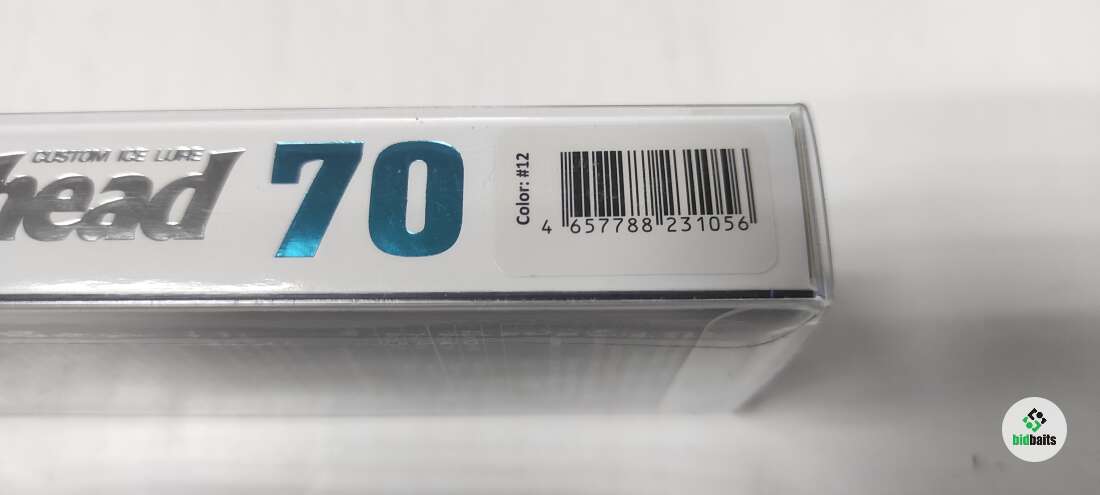 CUSTOM ICE LURE
head
70
Color: #12
4 657788 231056
bidbaits